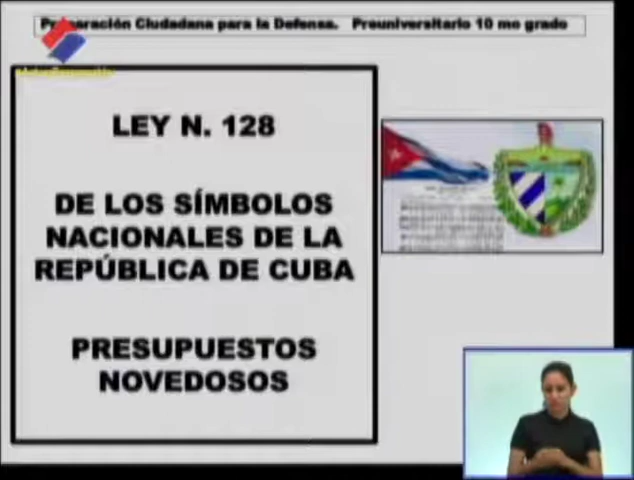 Preparación Ciudadana para la Defensa. Preuniversitario 10 mo grado
LEY N. 128
DE LOS SÍMBOLOS
NACIONALES DE LA
REPÚBLICA DE CUBA
PRESUPUESTOS
NOVEDOSOS